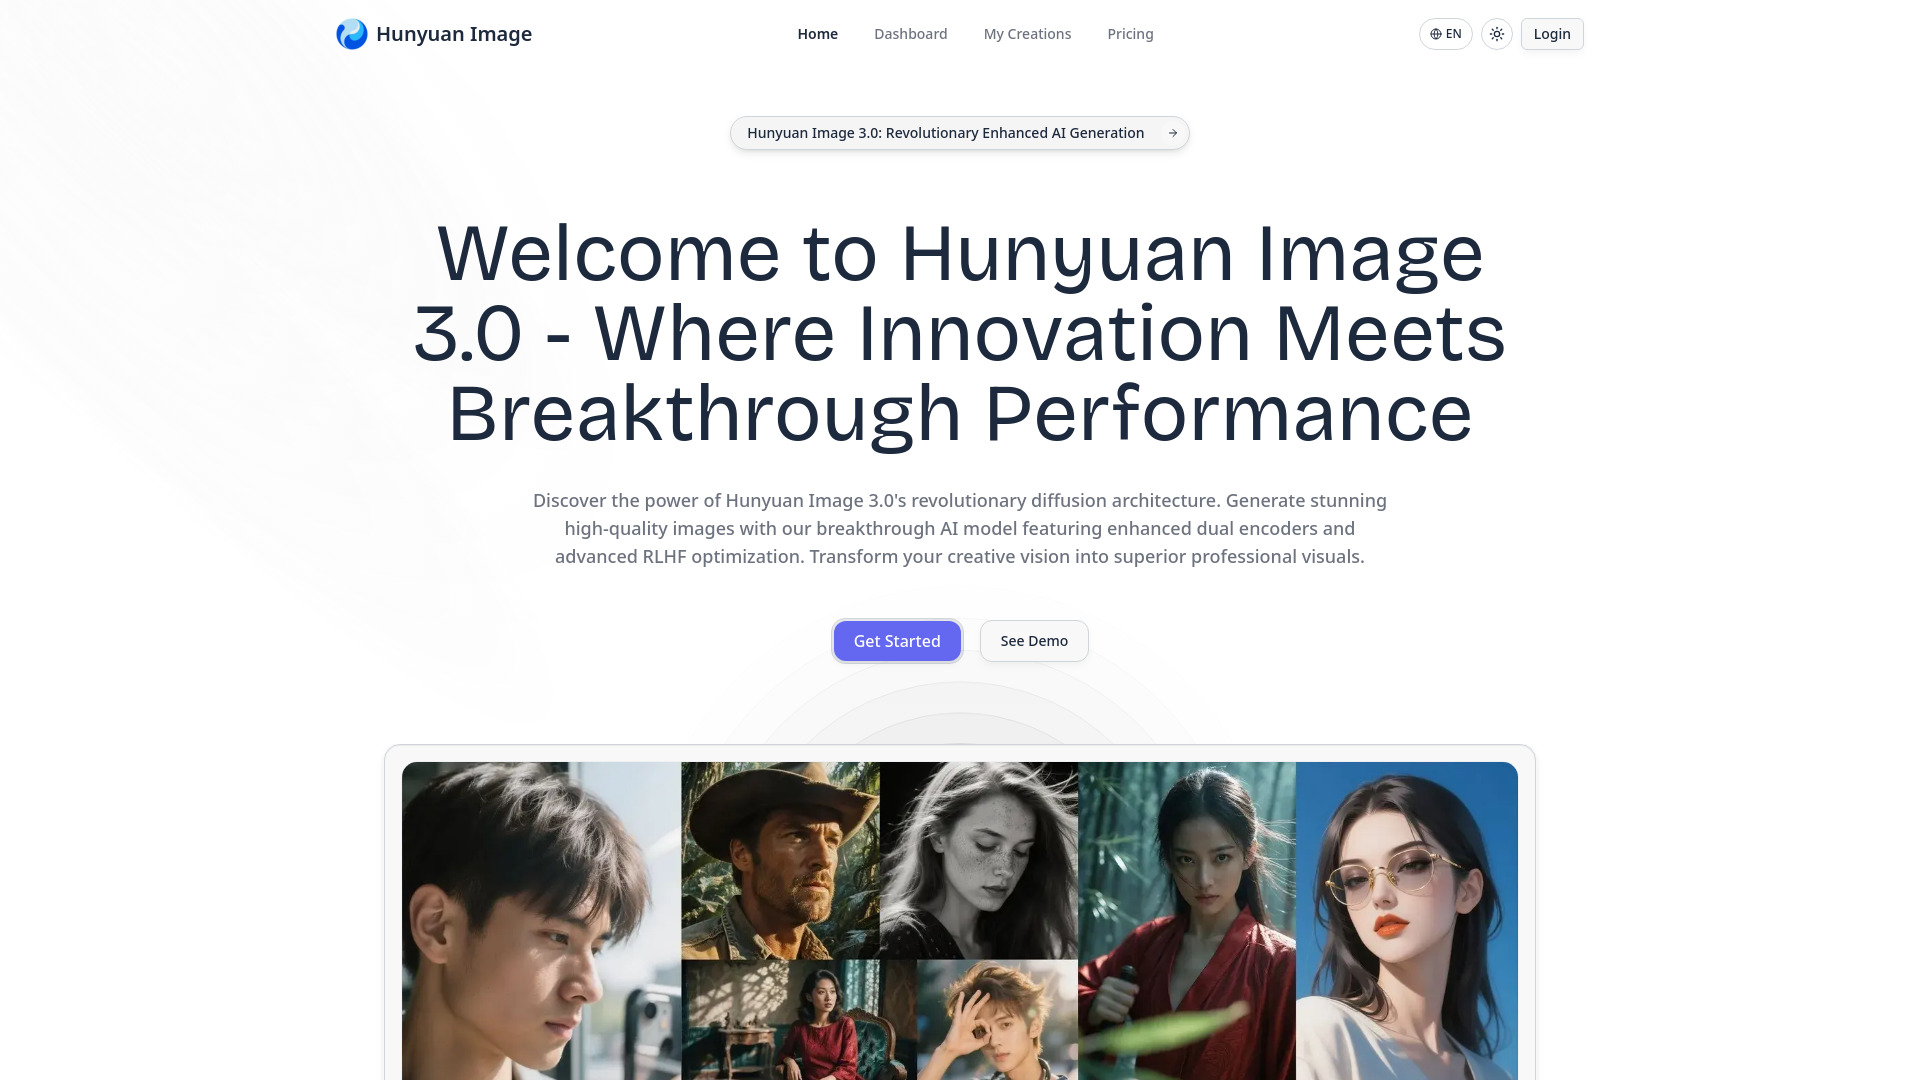 Hunyuan Image
Home
Dashboard
My Creations
Pricing
EN
Login
Hunyuan Image 3.0: Revolutionary Enhanced AI Generation
Welcome to Hunyuan Image
3.0 - Where Innovation Meets
Breakthrough Performance
Discover the power of Hunyuan Image 3.0's revolutionary diffusion architecture. Generate stunning
high-quality images with our breakthrough AI model featuring enhanced dual encoders and
advanced RLHF optimization. Transform your creative vision into superior professional visuals.
Get Started
See Demo